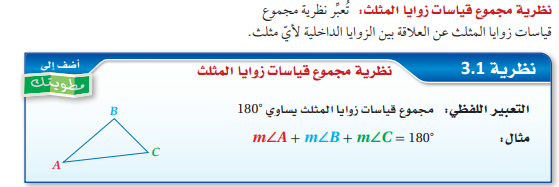 نظرية مجموع قياسات زوايا المثلث: تُعبِّر نظرية مجموع
قياسات زوايا المثلث عن العلاقة بين الزوايا الداخلية لأيّ مثلث.
نظرية 3.1
نظرية مجموع قياسات زوايا المثلث
أضف إلى
مطويتك
التعبير اللفظي: مجموع قياسات زوايا المثلث يساوي 180°
مثال: m∠A + m∠B + m∠C = 180°
B
C
A